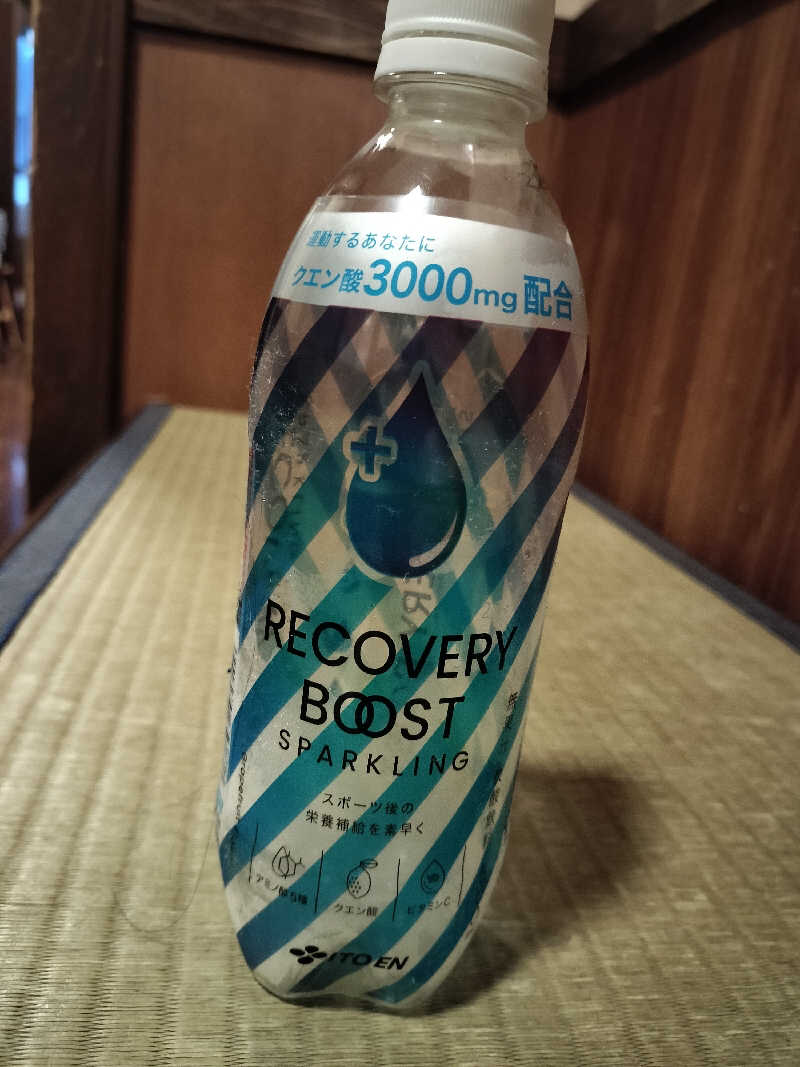 運動するあなたに
クエン酸3000mg配合
RECOVERY
BOOST
SPARKLING
スポーツ後の
栄養補給を素早く
アミノ酸5種
クエン酸
ビタミンC
ITO EN